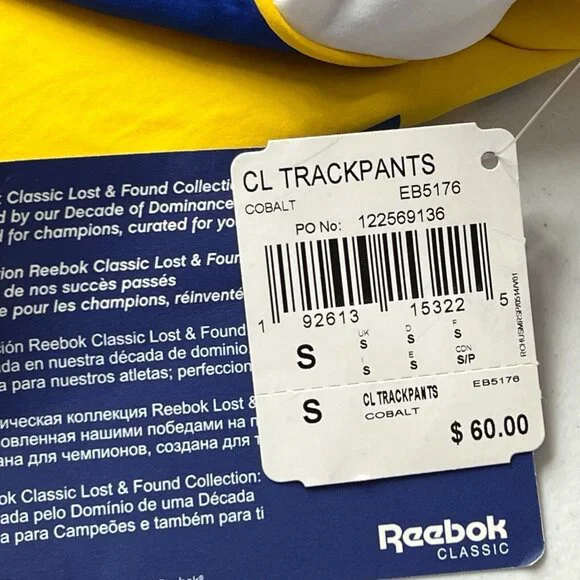 CL TRACKPANTS
COBALT EB5176
PO No: 122569136
1 92613 15322 5
S UK S D S F S
I S E S CDN S/P
S CL TRACKPANTS EB5176
COBALT
$ 60.00
Classic Lost & Found Collecti
d by our Decade of Dominance
d for champions, curated for yo
ion Reebok Classic Lost & Foun
de nos succès passés
e pour les champions, réinventé
ión Reebok Classic Lost & Found
da en nuestra década de dominio
a para nuestros atletas; perfeccion
ическая коллекция Reebok Lost &
овленная нашими победами на п
ана для чемпионов, создана для т
ok Classic Lost & Found Collection:
ada pelo Domínio de uma Década
a para Campeões e também para ti
Reebok
CLASSIC